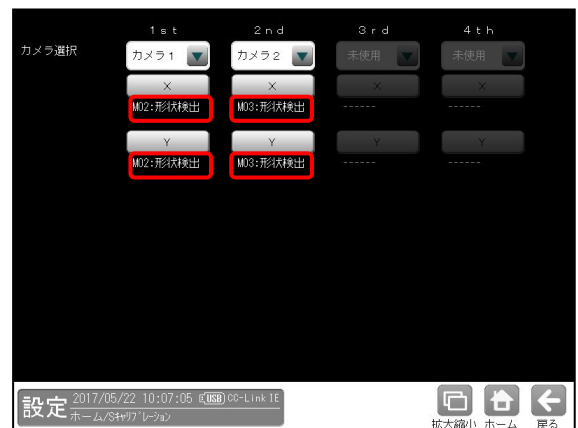 1st 2nd 3rd 4th
カメラ選択 カメラ1 カメラ2 未使用 未使用
X X X X
M02:形状検出 M03:形状検出 ------ ------
Y Y Y Y
M02:形状検出 M03:形状検出 ------ ------
設定 2017/05/22 10:07:05 USB CC-Link IE
ホーム/Sキャリブレーション
拡大縮小 ホーム 戻る